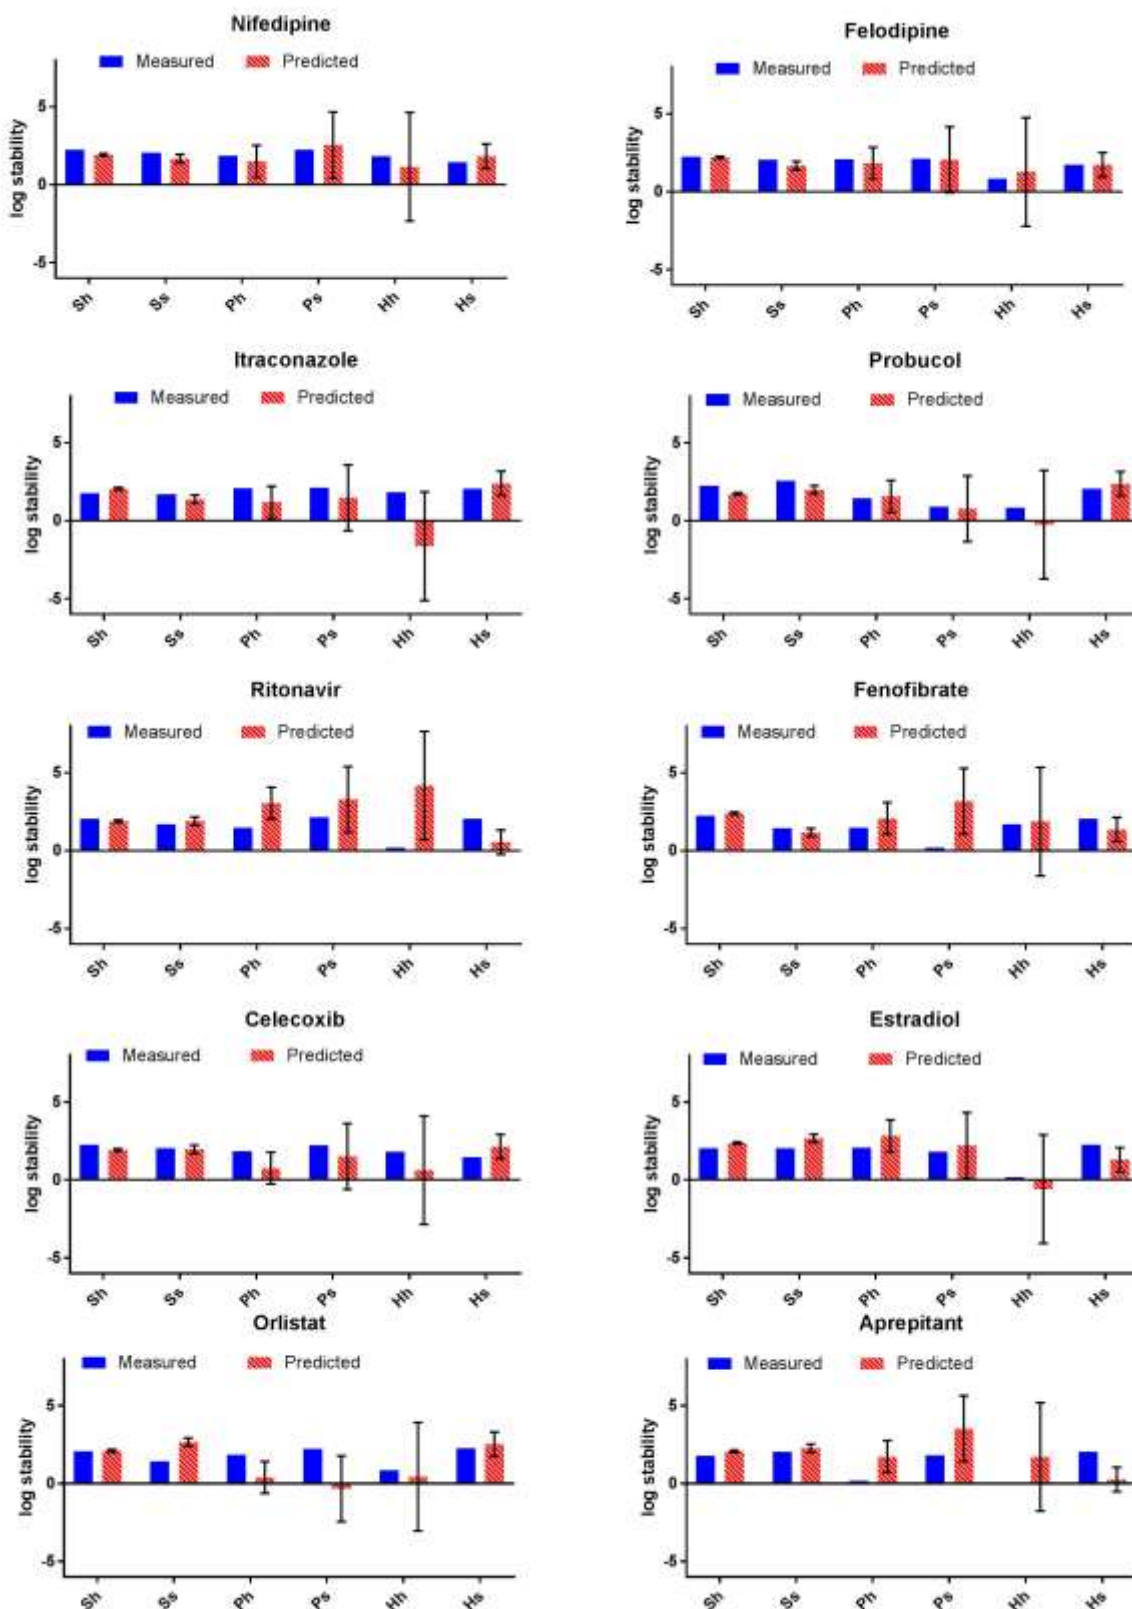 Nifedipine
Measured Predicted
log stability
5
0
-5
Sh Ss Ph Ps Hh Hs
Felodipine
Measured Predicted
log stability
5
0
-5
Sh Ss Ph Ps Hh Hs
Itraconazole
Measured Predicted
log stability
5
0
-5
Sh Ss Ph Ps Hh Hs
Probucol
Measured Predicted
log stability
5
0
-5
Sh Ss Ph Ps Hh Hs
Ritonavir
Measured Predicted
log stability
5
0
-5
Sh Ss Ph Ps Hh Hs
Fenofibrate
Measured Predicted
log stability
5
0
-5
Sh Ss Ph Ps Hh Hs
Celecoxib
Measured Predicted
log stability
5
0
-5
Sh Ss Ph Ps Hh Hs
Estradiol
Measured Predicted
log stability
5
0
-5
Sh Ss Ph Ps Hh Hs
Orlistat
Measured Predicted
log stability
5
0
-5
Sh Ss Ph Ps Hh Hs
Aprepitant
Measured Predicted
log stability
5
0
-5
Sh Ss Ph Ps Hh Hs